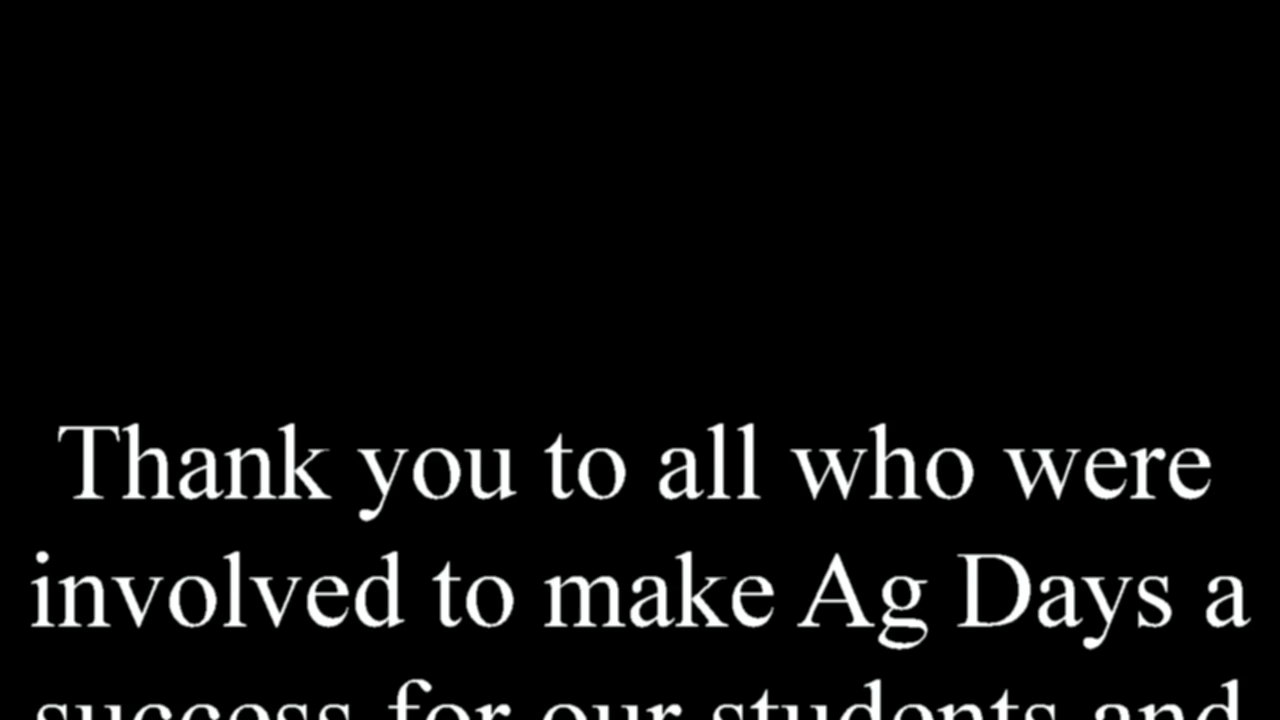 Thank you to all who were
involved to make Ag Days a
success for our students and